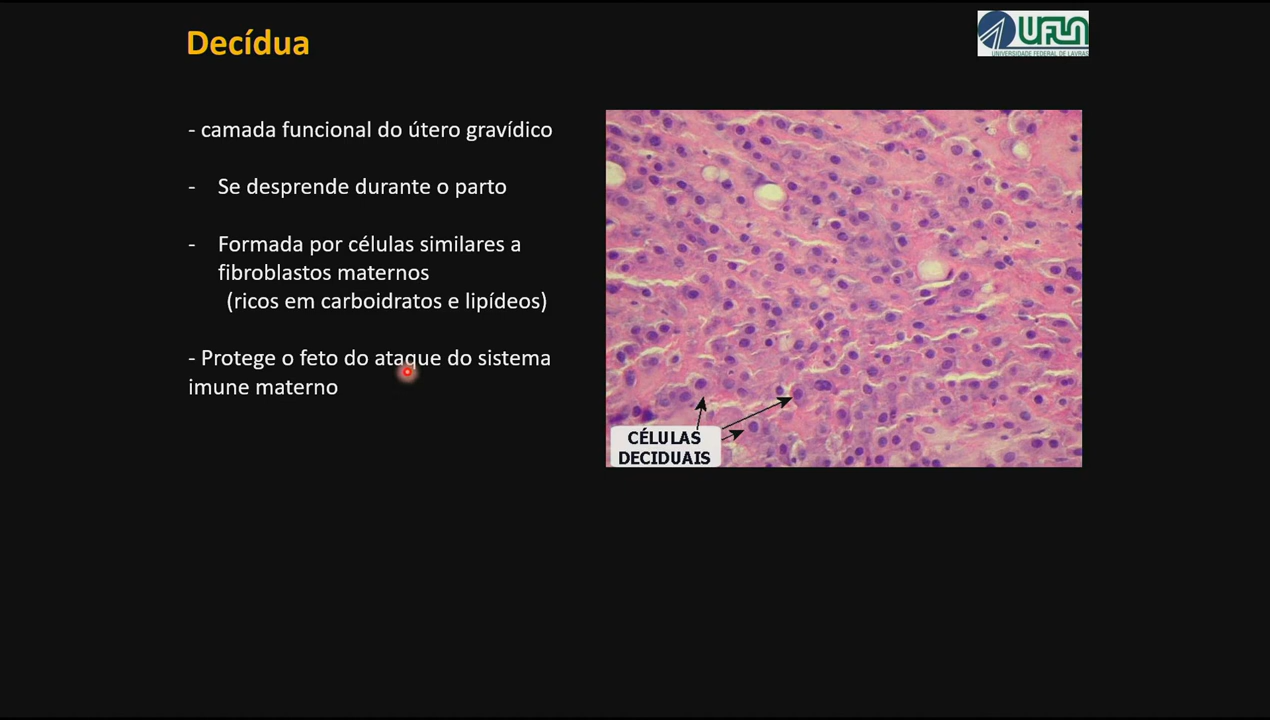 Decídua
UFLA
UNIVERSIDADE FEDERAL DE LAVRAS
- camada funcional do útero gravídico
- Se desprende durante o parto
- Formada por células similares a
fibroblastos maternos
(ricos em carboidratos e lipídeos)
- Protege o feto do ataque do sistema
imune materno
CÉLULAS
DECIDUAIS